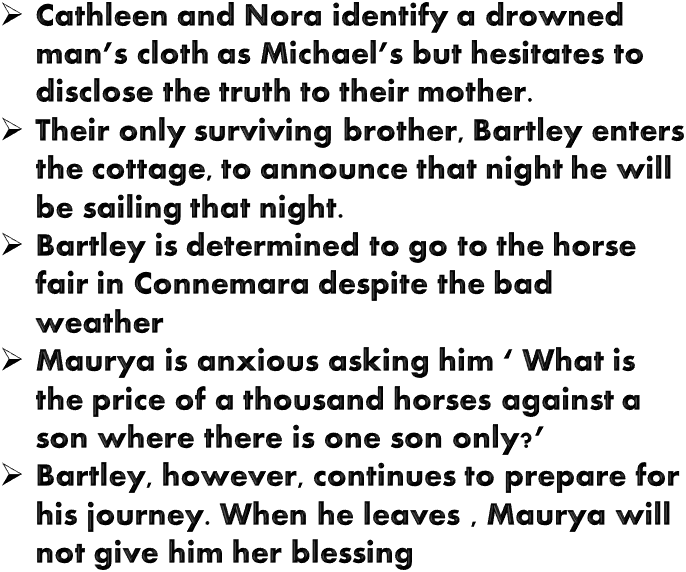 ➢ Cathleen and Nora identify a drowned
man's cloth as Michael's but hesitates to
disclose the truth to their mother.
➢ Their only surviving brother, Bartley enters
the cottage, to announce that night he will
be sailing that night.
➢ Bartley is determined to go to the horse
fair in Connemara despite the bad
weather
➢ Maurya is anxious asking him ‘ What is
the price of a thousand horses against a
son where there is one son only?’
➢ Bartley, however, continues to prepare for
his journey. When he leaves , Maurya will
not give him her blessing